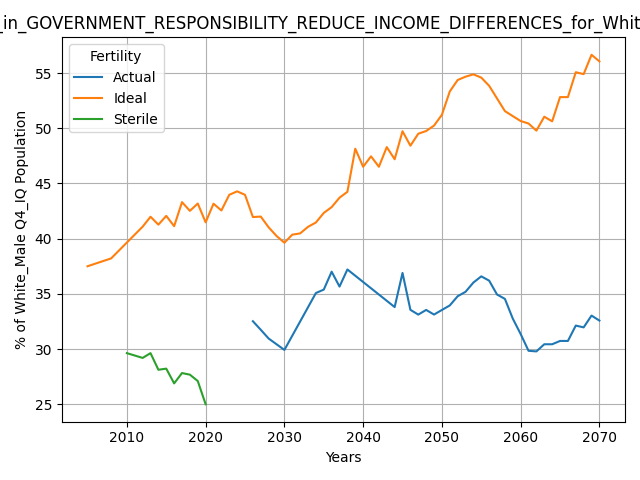 _in_GOVERNMENT_RESPONSIBILITY_REDUCE_INCOME_DIFFERENCES_for_Whit
Fertility
Actual
Ideal
Sterile
% of White_Male Q4_IQ Population
55
50
45
40
35
30
25
2010
2020
2030
2040
2050
2060
2070
Years